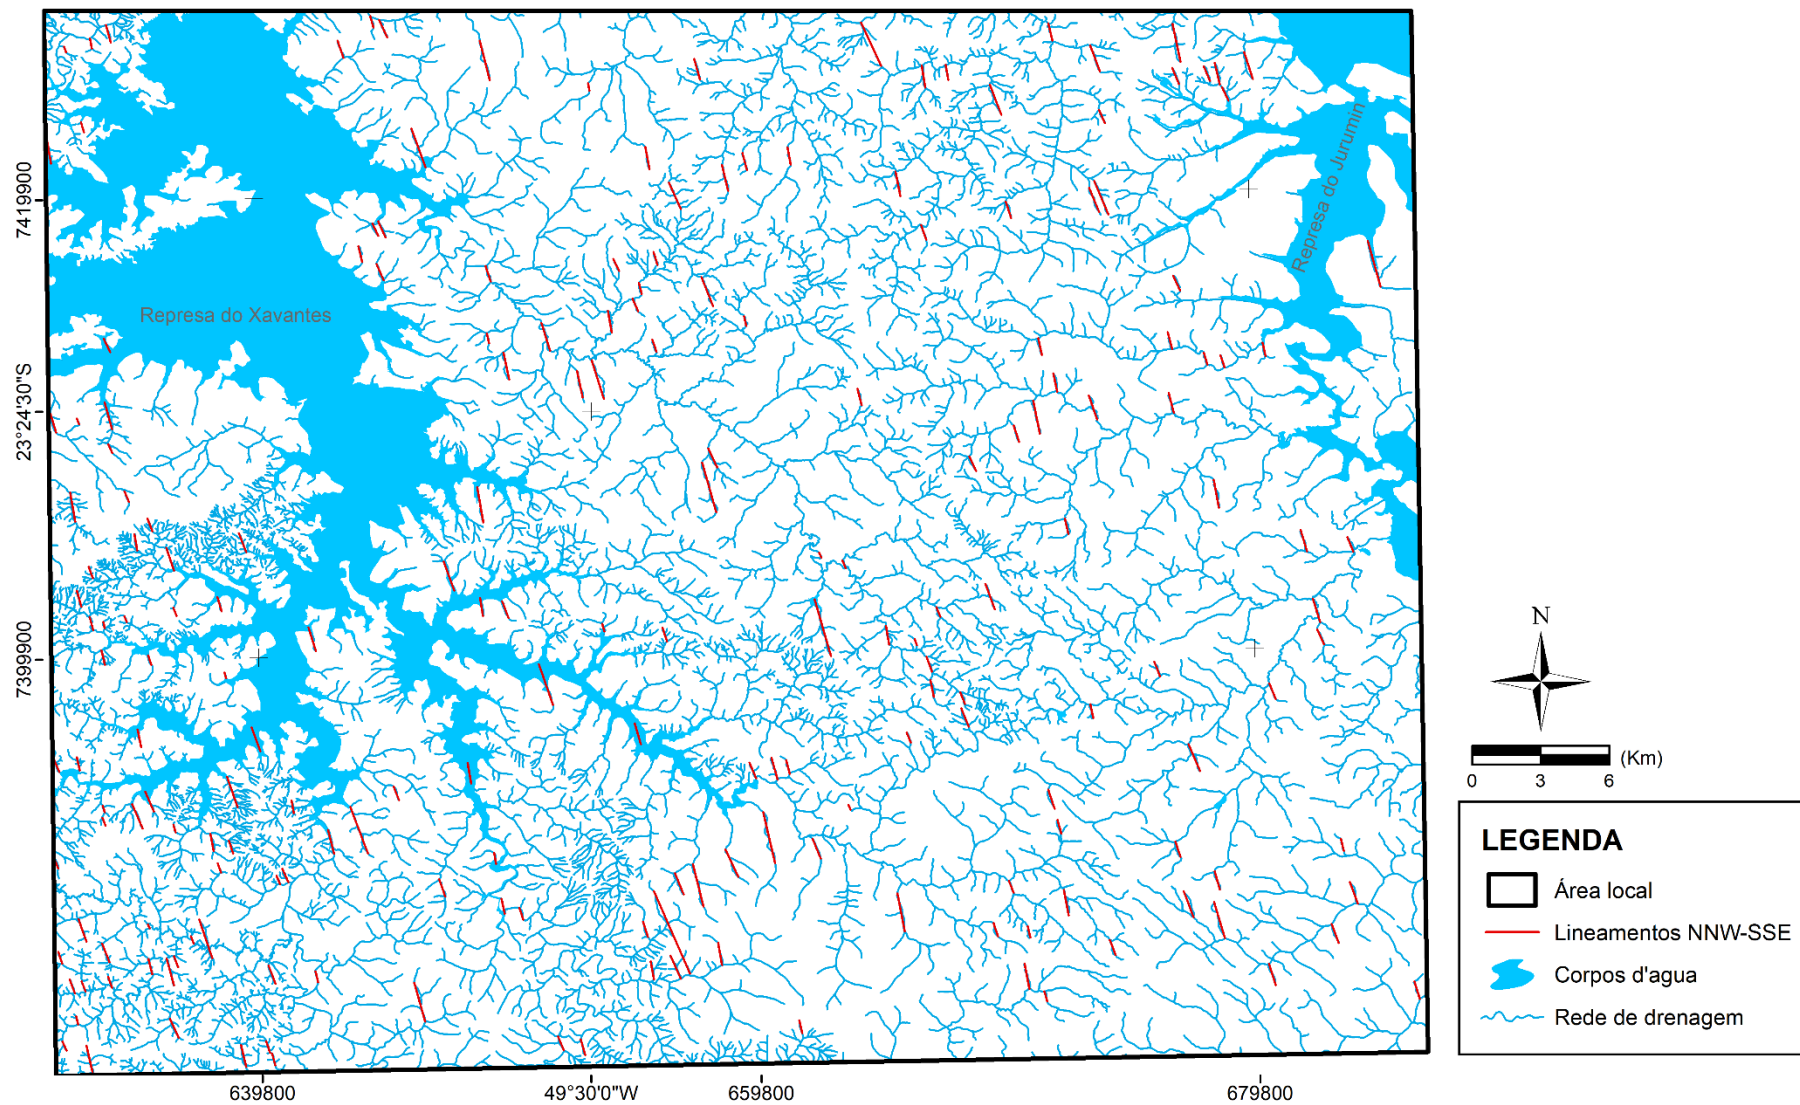 Represa do Jurumin
Represa do Xavantes
7419900
23°24'30"S
7399900
639800
49°30'0"W
659800
679800
N
(Km)
0 3 6
LEGENDA
Área local
Lineamentos NNW-SSE
Corpos d'agua
Rede de drenagem